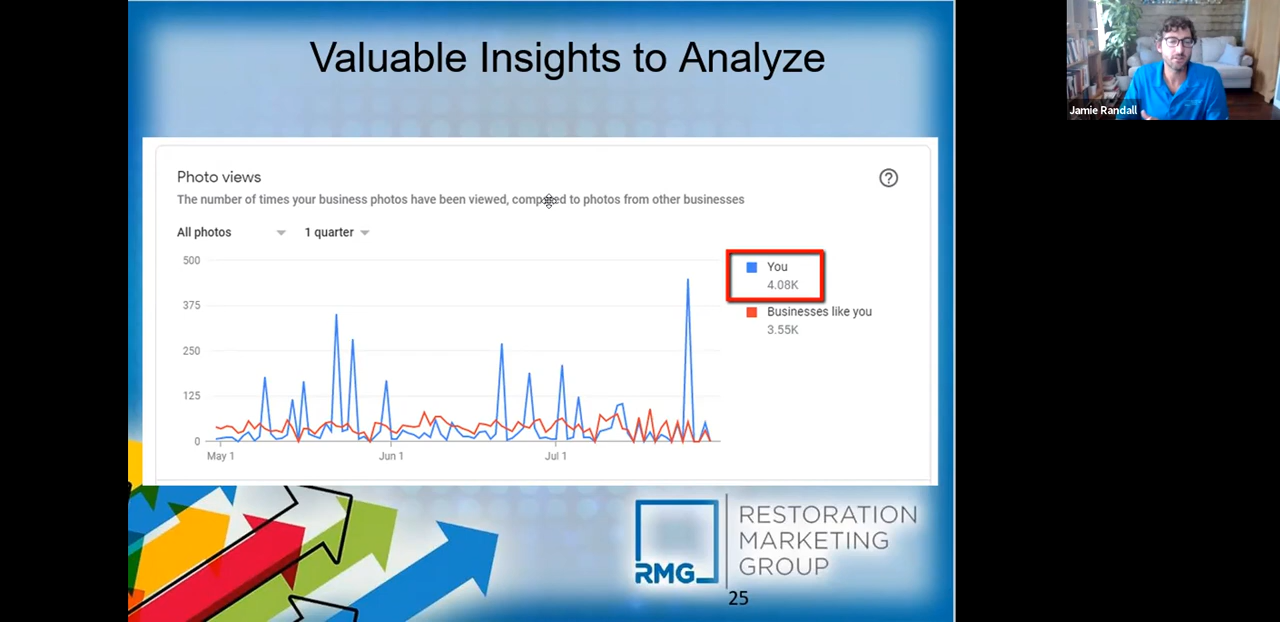 Valuable Insights to Analyze
Jamie Randall
Photo views
The number of times your business photos have been viewed, compared to photos from other businesses
All photos
1 quarter
500
375
250
125
0
May 1
Jun 1
Jul 1
You
4.08K
Businesses like you
3.55K
RMG
RESTORATION
MARKETING
GROUP
25